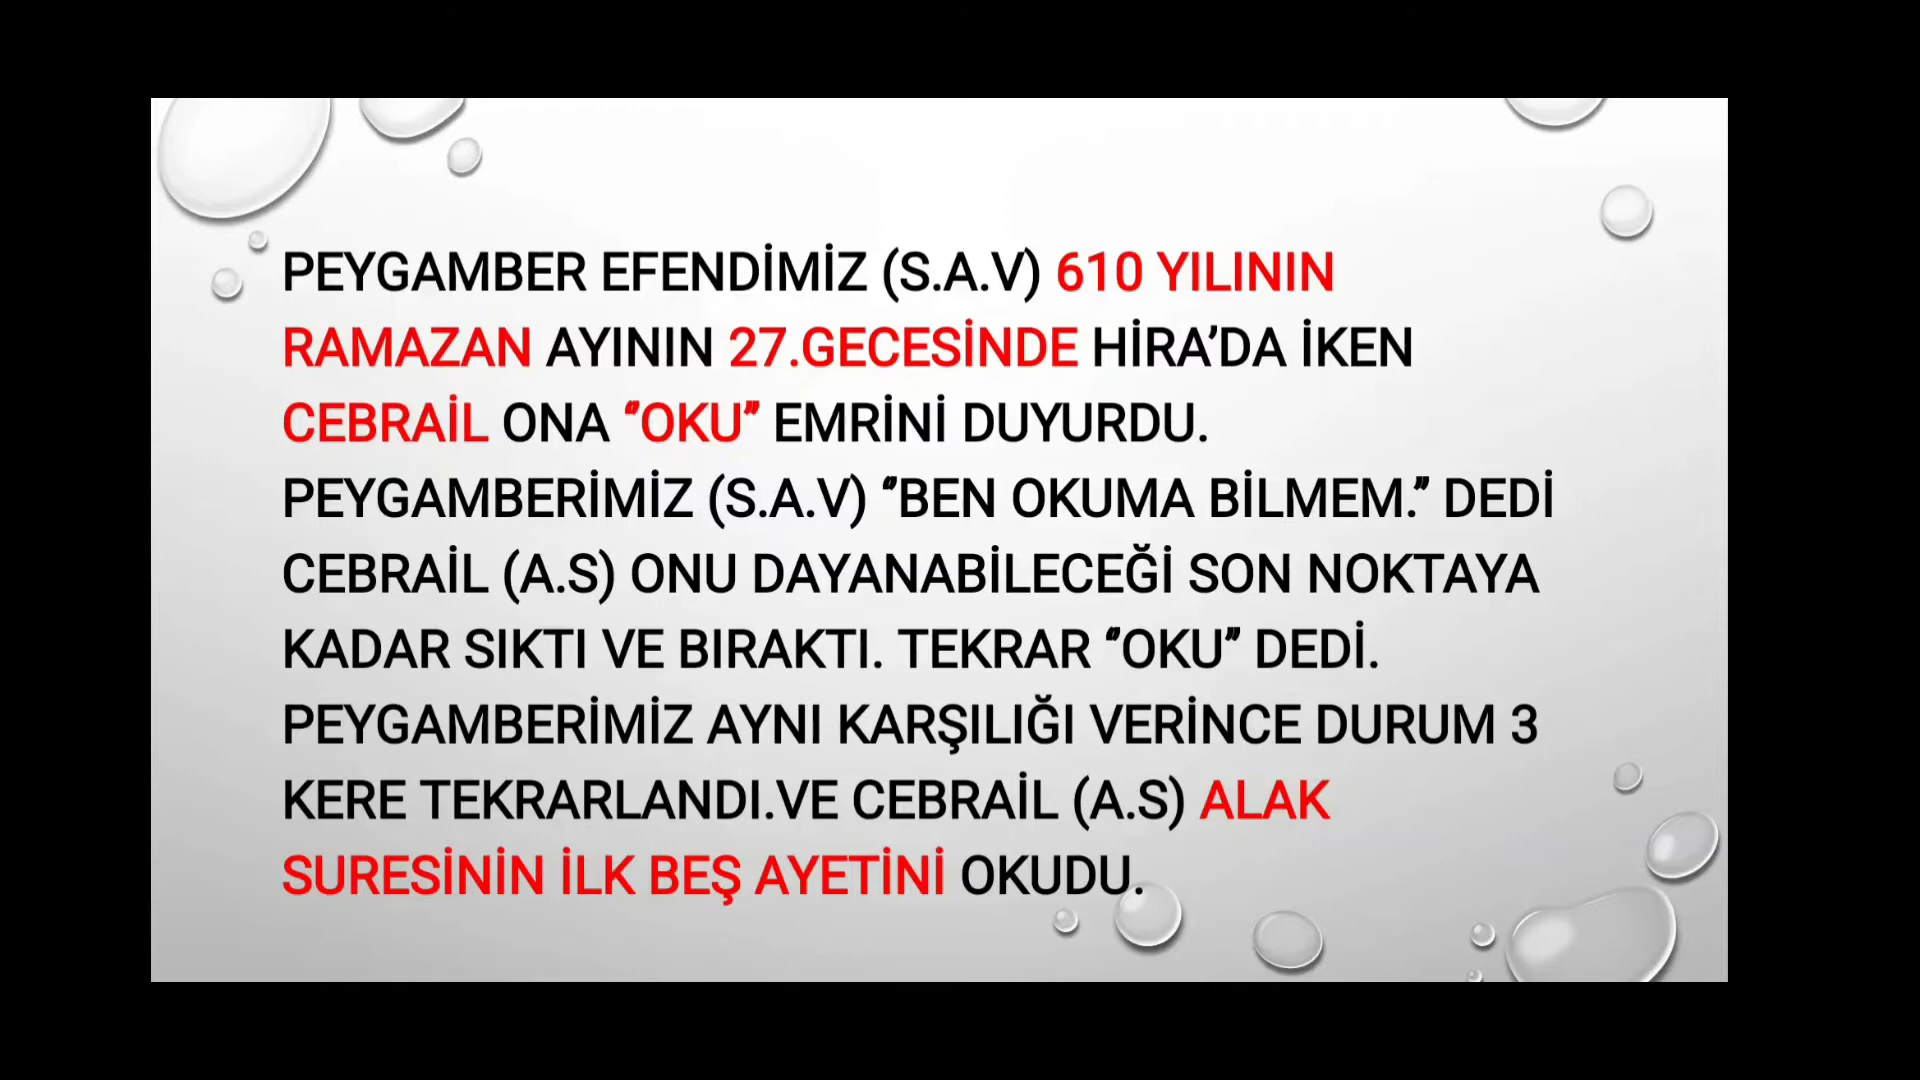 PEYGAMBER EFENDİMİZ (S.A.V) 610 YILININ
RAMAZAN AYININ 27.GECESİNDE HİRA’DA İKEN
CEBRAİL ONA “OKU” EMRİNİ DUYURDU.
PEYGAMBERİMİZ (S.A.V) “BEN OKUMA BİLMEM.” DEDİ
CEBRAİL (A.S) ONU DAYANABİLECEĞİ SON NOKTAYA
KADAR SIKTI VE BIRAKTI. TEKRAR “OKU” DEDİ.
PEYGAMBERİMİZ AYNI KARŞILIĞI VERİNCE DURUM 3
KERE TEKRARLANDI.VE CEBRAİL (A.S) ALAK
SURESİNİN İLK BEŞ AYETİNİ OKUDU.